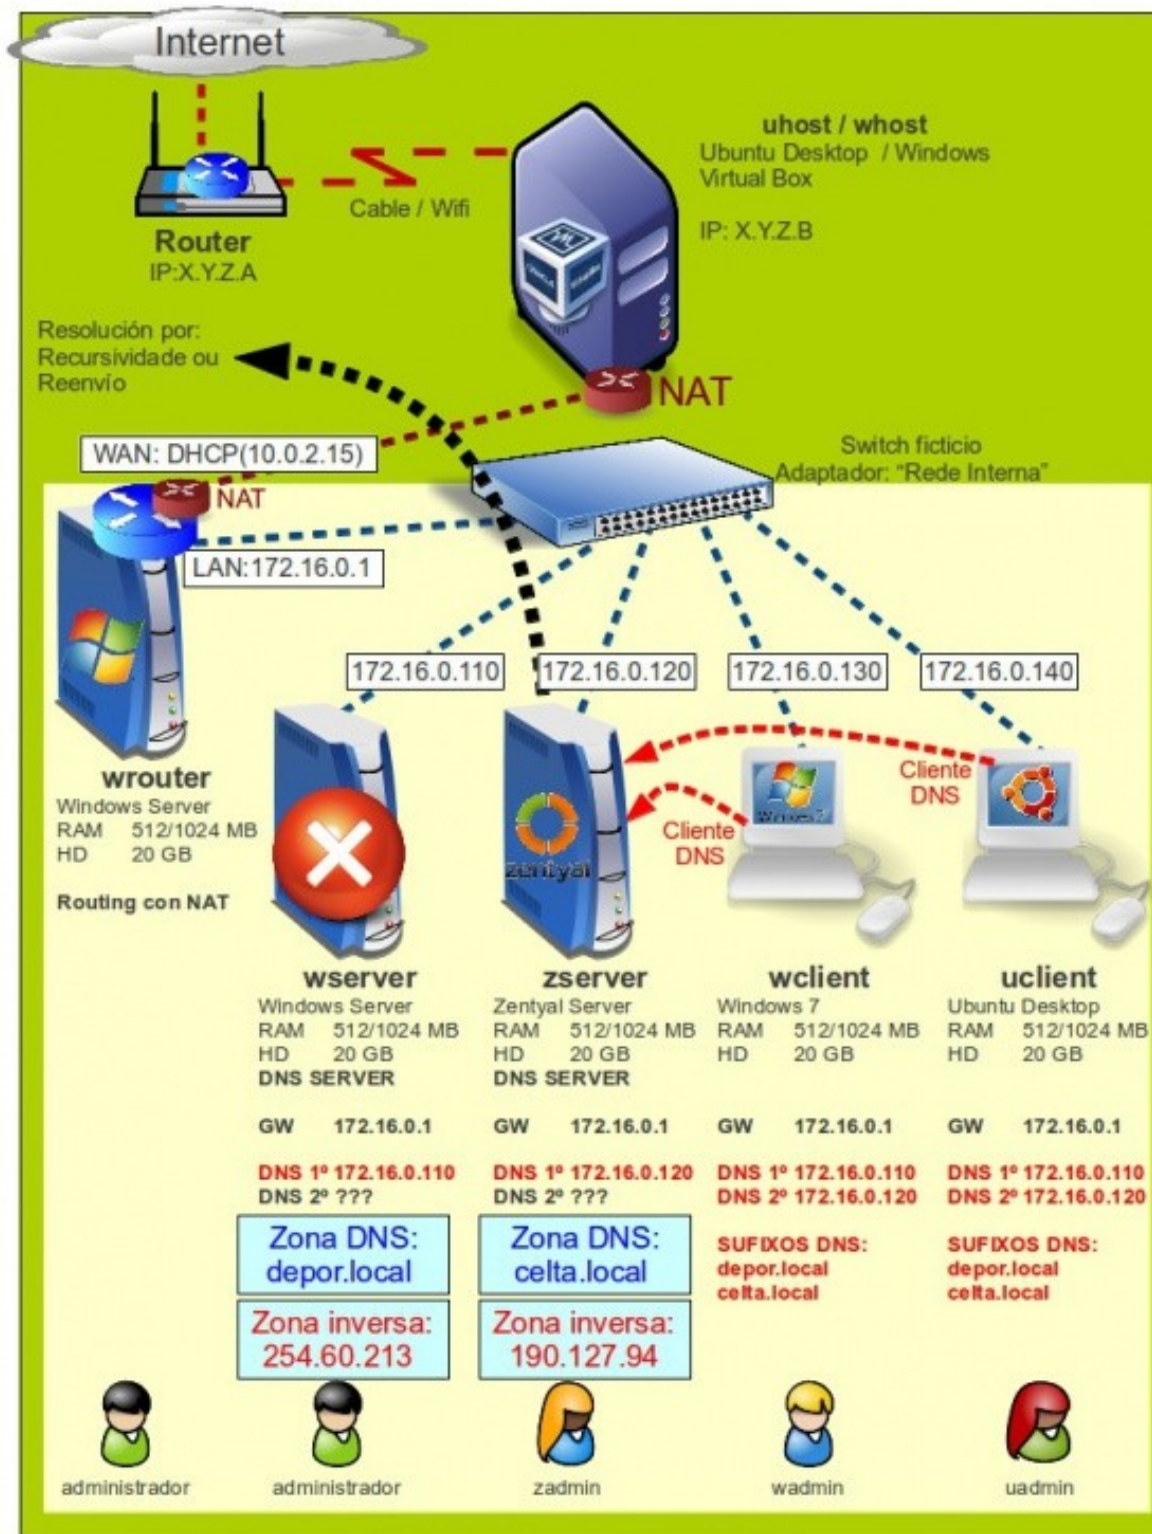 Internet
uhost / whost
Ubuntu Desktop / Windows
Virtual Box
IP: X.Y.Z.B
Cable / Wifi
Router
IP:X.Y.Z.A
Resolución por:
Recursividade ou
Reenvío
NAT
WAN: DHCP(10.0.2.15)
Switch ficticio
Adaptador: “Rede Interna”
NAT
LAN:172.16.0.1
172.16.0.110
172.16.0.120
172.16.0.130
172.16.0.140
Cliente
DNS
Cliente
DNS
Windows 7
zentyal
wrouter
Windows Server
RAM 512/1024 MB
HD 20 GB
Routing con NAT
wserver
Windows Server
RAM 512/1024 MB
HD 20 GB
DNS SERVER
GW 172.16.0.1
DNS 1º 172.16.0.110
DNS 2º ???
Zona DNS:
depor.local
Zona inversa:
254.60.213
zserver
Zentyal Server
RAM 512/1024 MB
HD 20 GB
DNS SERVER
GW 172.16.0.1
DNS 1º 172.16.0.120
DNS 2º ???
Zona DNS:
celta.local
Zona inversa:
190.127.94
wclient
Windows 7
RAM 512/1024 MB
HD 20 GB
GW 172.16.0.1
DNS 1º 172.16.0.110
DNS 2º 172.16.0.120
SUFIXOS DNS:
depor.local
celta.local
uclient
Ubuntu Desktop
RAM 512/1024 MB
HD 20 GB
GW 172.16.0.1
DNS 1º 172.16.0.110
DNS 2º 172.16.0.120
SUFIXOS DNS:
depor.local
celta.local
administrador
administrador
zadmin
wadmin
uadmin